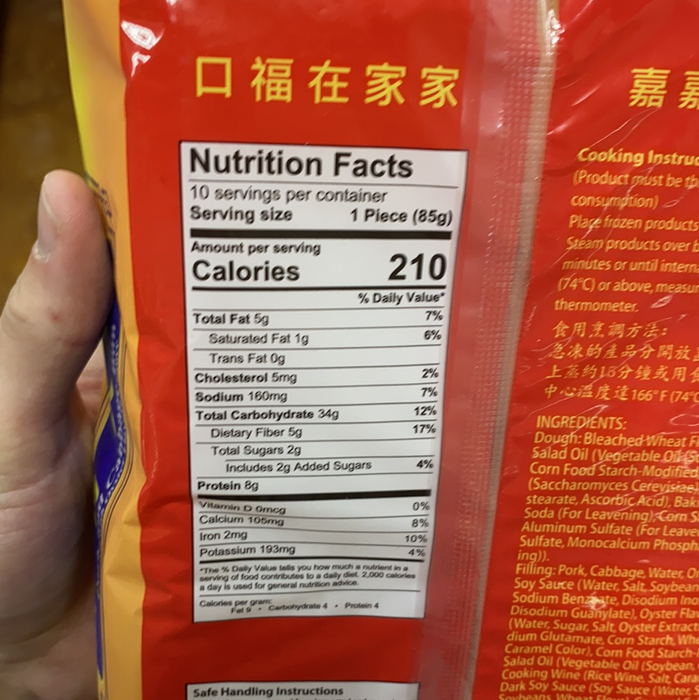 口福在家家
嘉
Nutrition Facts
10 servings per container
Serving size 1 Piece (85g)
Amount per serving
Calories 210
% Daily Value*
Total Fat 5g 7%
Saturated Fat 1g 6%
Trans Fat 0g
Cholesterol 5mg 2%
Sodium 160mg 7%
Total Carbohydrate 34g 12%
Dietary Fiber 5g 17%
Total Sugars 2g
Includes 2g Added Sugars 4%
Protein 8g
Vitamin D 0mcg 0%
Calcium 105mg 8%
Iron 2mg 10%
Potassium 193mg 4%
*The % Daily Value tells you how much a nutrient in a
serving of food contributes to a daily diet. 2,000 calories
a day is used for general nutrition advice.
Calories per gram:
Fat 9 • Carbohydrate 4 • Protein 4
Safe Handling Instructions
Cooking Instruc
(Product must be
consumption)
Place frozen products
Steam products over
minutes or until intern
(74°C) or above, measur
thermometer.
食用烹調方法：
急凍的產品分開放
上蒸約18分鐘或用
中心溫度達166°F(74°C
INGREDIENTS:
Dough: Bleached Wheat Fl
Salad Oil (Vegetable Oil
Corn Food Starch-Modifie
(Saccharomyces Cerevisiae
stearate, Ascorbic Acid), Bak
Soda (For Leavening), Corn S
Aluminum Sulfate (For Leave
Sulfate, Monocalcium Phosph
ing)).
Filling: Pork, Cabbage, Water, O
Soy Sauce (Water, Salt, Soybean
Sodium Benzoate, Disodium Ino
Disodium Guanylate), Oyster Fla
(Water, Sugar, Salt, Oyster Extract
dium Glutamate, Corn Starch, Wh
Caramel Color), Corn Food Starch-
Salad Oil (Vegetable Oil (Soybean
Cooking Wine (Rice Wine, Salt, Car
Dark Soy Sauce (Soy Sauce (Water